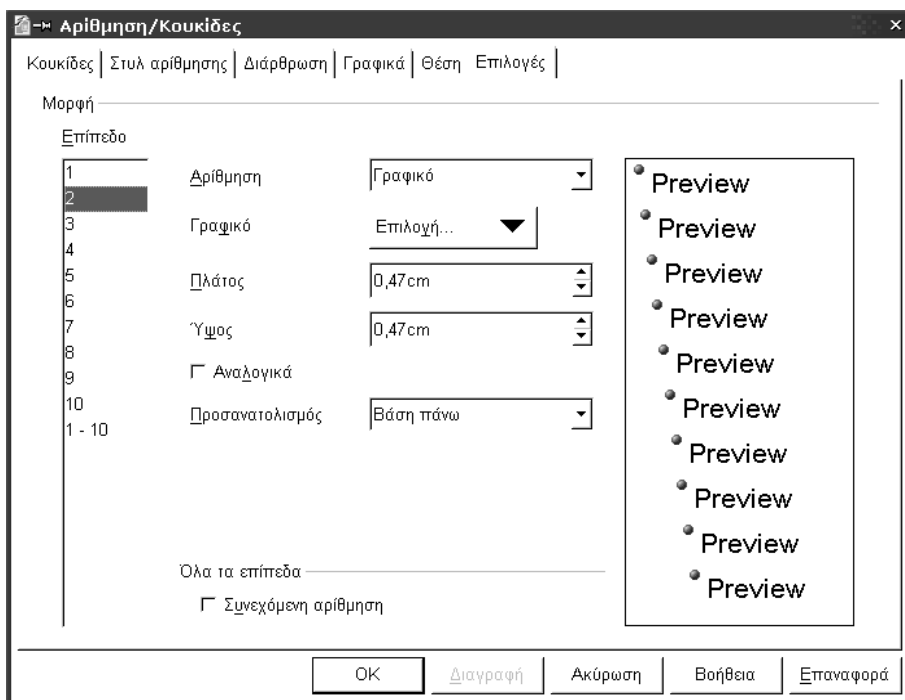 Αρίθμηση/Κουκίδες
Κουκίδες Στυλ αρίθμησης Διάρθρωση Γραφικά Θέση Επιλογές
Μορφή
Επίπεδο
1
2
3
4
5
6
7
8
9
10
1 - 10
Αρίθμηση Γραφικό
Γραφικό Επιλογή...
Πλάτος 0,47cm
Ύψος 0,47cm
Αναλογικά
Προσανατολισμός Βάση πάνω
Όλα τα επίπεδα
Συνεχόμενη αρίθμηση
Preview
Preview
Preview
Preview
Preview
Preview
Preview
Preview
Preview
Preview
OK Διαγραφή Ακύρωση Βοήθεια Επαναφορά